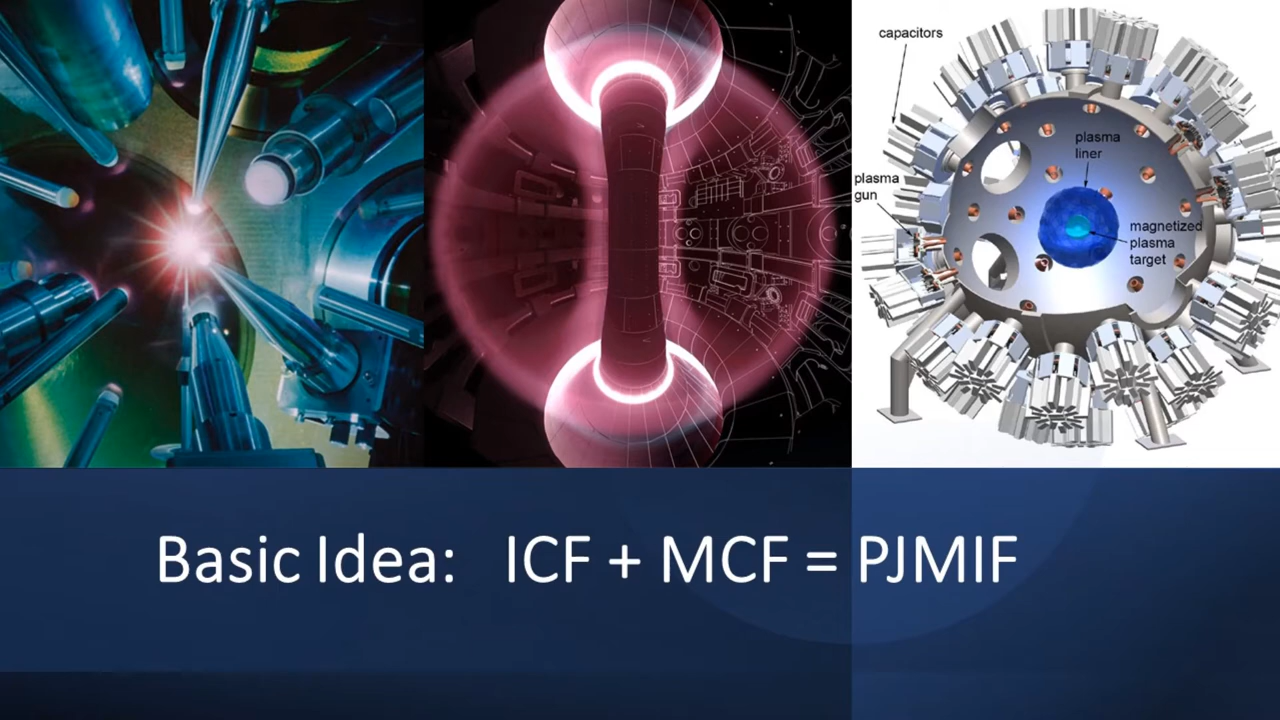 capacitors
plasma
liner
plasma
gun
magnetized
plasma
target
Basic Idea: ICF + MCF = PJMIF